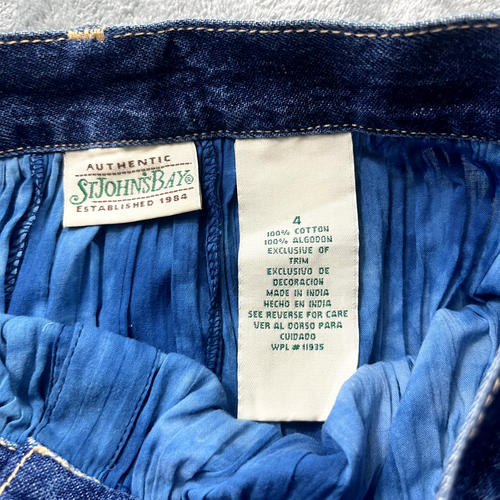 AUTHENTIC
ST JOHN'S BAY®
ESTABLISHED 1984
4
100% COTTON
100% ALGODON
EXCLUSIVE OF
TRIM
EXCLUSIVO DE
DECORACION
MADE IN INDIA
HECHO EN INDIA
SEE REVERSE FOR CARE
VER AL DORSO PARA
CUIDADO
WPL # 11935